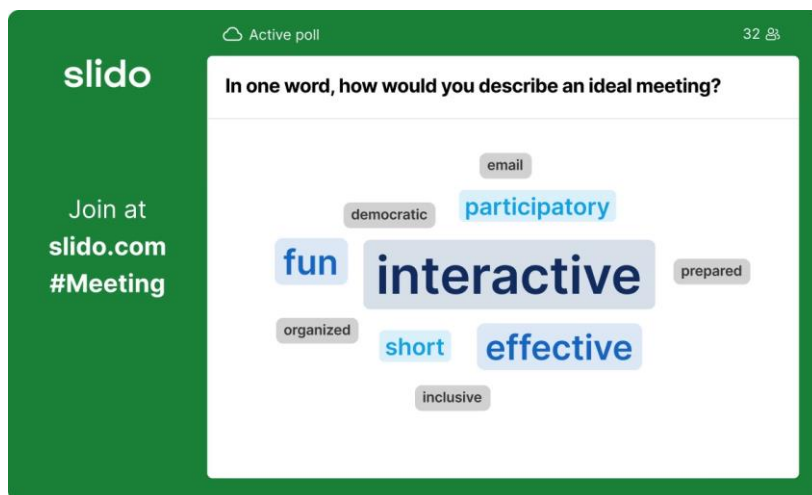 slido
Join at
slido.com
#Meeting
Active poll
32
In one word, how would you describe an ideal meeting?
email
democratic
participatory
fun
interactive
prepared
organized
short
effective
inclusive